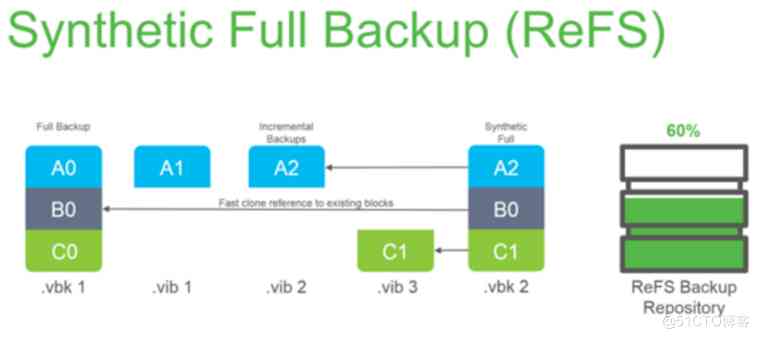 Synthetic Full Backup (ReFS)
Full Backup
Incremental
Backups
Synthetic
Full
60%
A0
A1
A2
A2
B0
Fast clone reference to existing blocks
B0
C0
C1
C1
.vbk 1
.vib 1
.vib 2
.vib 3
.vbk 2
ReFS Backup
Repository
@51CTO博客